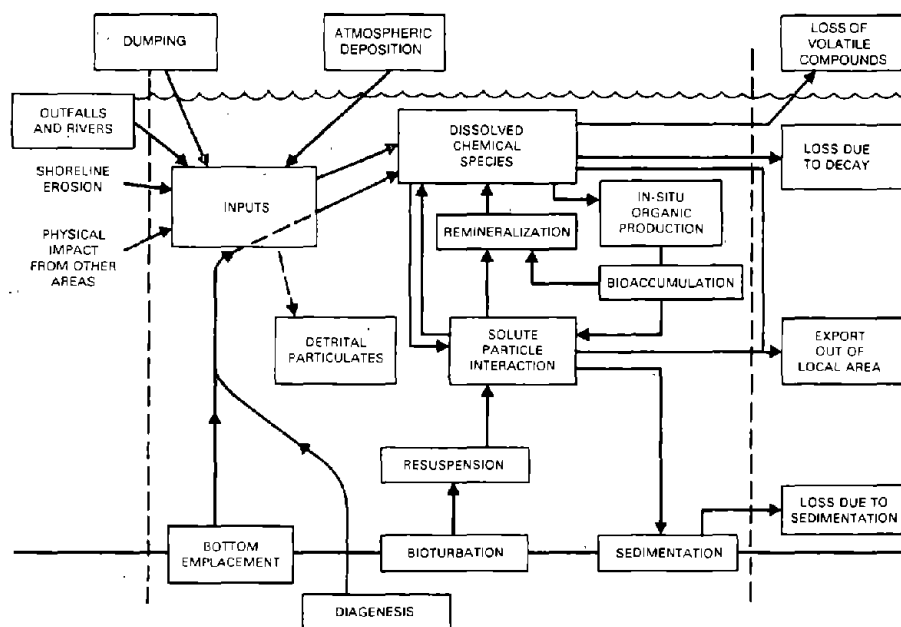 DUMPING
ATMOSPHERIC
DEPOSITION
LOSS OF
VOLATILE
COMPOUNDS
OUTFALLS
AND RIVERS
DISSOLVED
CHEMICAL
SPECIES
LOSS DUE
TO DECAY
SHORELINE
EROSION
INPUTS
IN-SITU
ORGANIC
PRODUCTION
PHYSICAL
IMPACT
FROM OTHER
AREAS
REMINERALIZATION
BIOACCUMULATION
DETRITAL
PARTICULATES
SOLUTE
PARTICLE
INTERACTION
EXPORT
OUT OF
LOCAL AREA
RESUSPENSION
LOSS DUE TO
SEDIMENTATION
BOTTOM
EMPLACEMENT
BIOTURBATION
SEDIMENTATION
DIAGENESIS